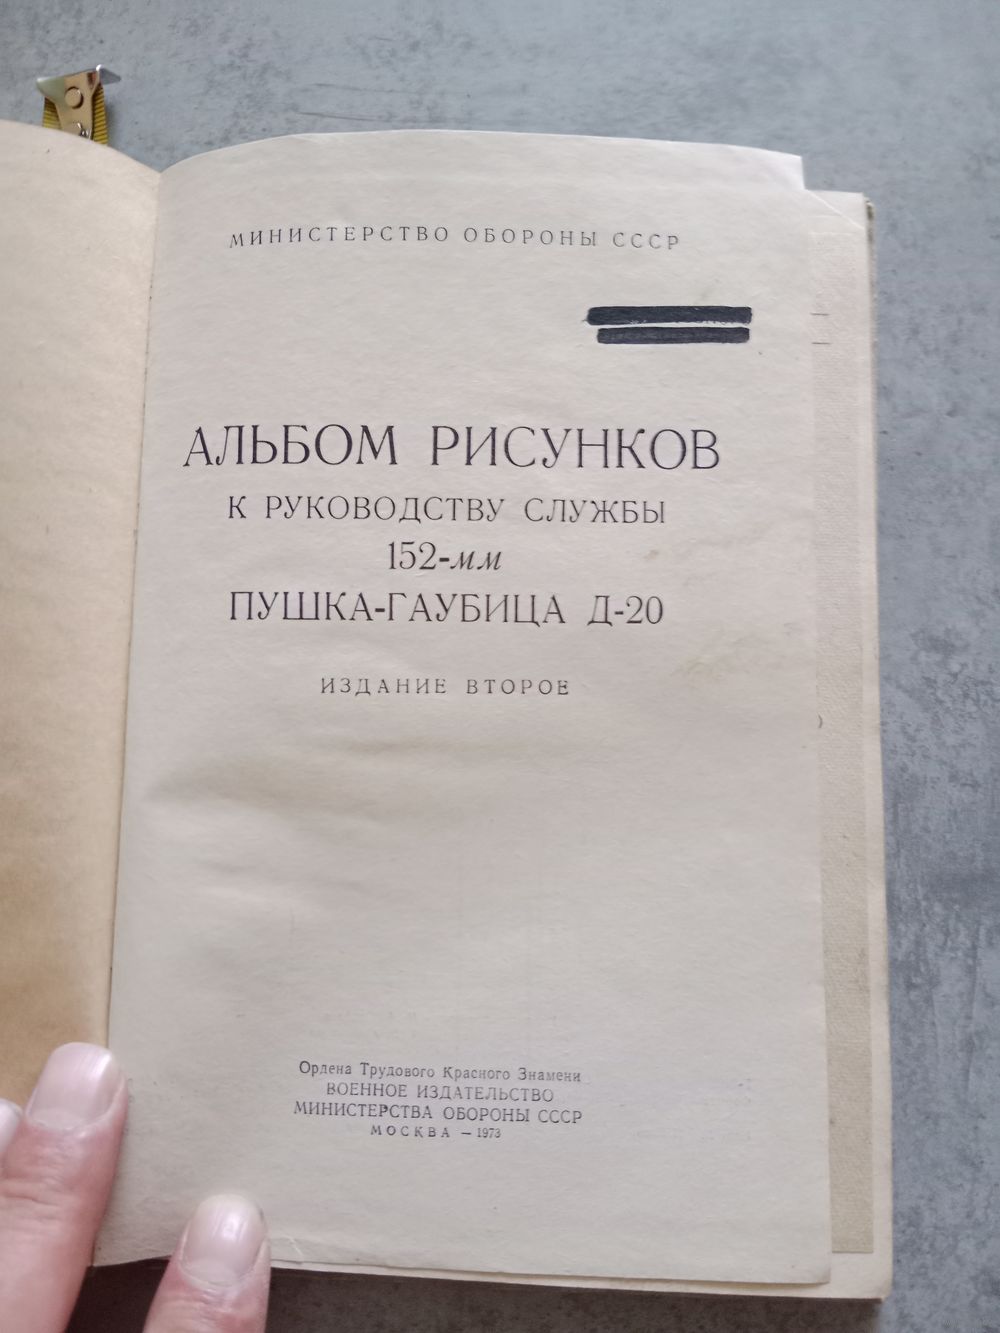 МИНИСТЕРСТВО ОБОРОНЫ СССР
АЛЬБОМ РИСУНКОВ
К РУКОВОДСТВУ СЛУЖБЫ
152-мм
ПУШКА-ГАУБИЦА Д-20
ИЗДАНИЕ ВТОРОЕ
Ордена Трудового Красного Знамени
ВОЕННОЕ ИЗДАТЕЛЬСТВО
МИНИСТЕРСТВА ОБОРОНЫ СССР
МОСКВА — 1973